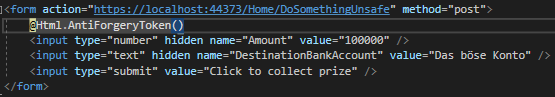 <form action="https://localhost:44373/Home/DoSomethingUnsafe" method="post">
@Html.AntiForgeryToken()
<input type="number" hidden name="Amount" value="100000" />
<input type="text" hidden name="DestinationBankAccount" value="Das böse Konto" />
<input type="submit" value="Click to collect prize" />
</form>